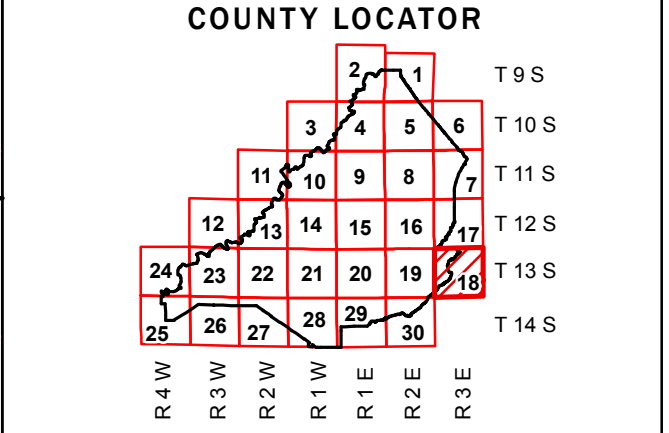 COUNTY LOCATOR
2 1 T 9 S
3 4 5 6 T 10 S
11 10 9 8 7 T 11 S
12 13 14 15 16 17 T 12 S
24 23 22 21 20 19 18 T 13 S
25 26 27 28 29 30 T 14 S
R 4 W R 3 W R 2 W R 1 W R 1 E R 2 E R 3 E